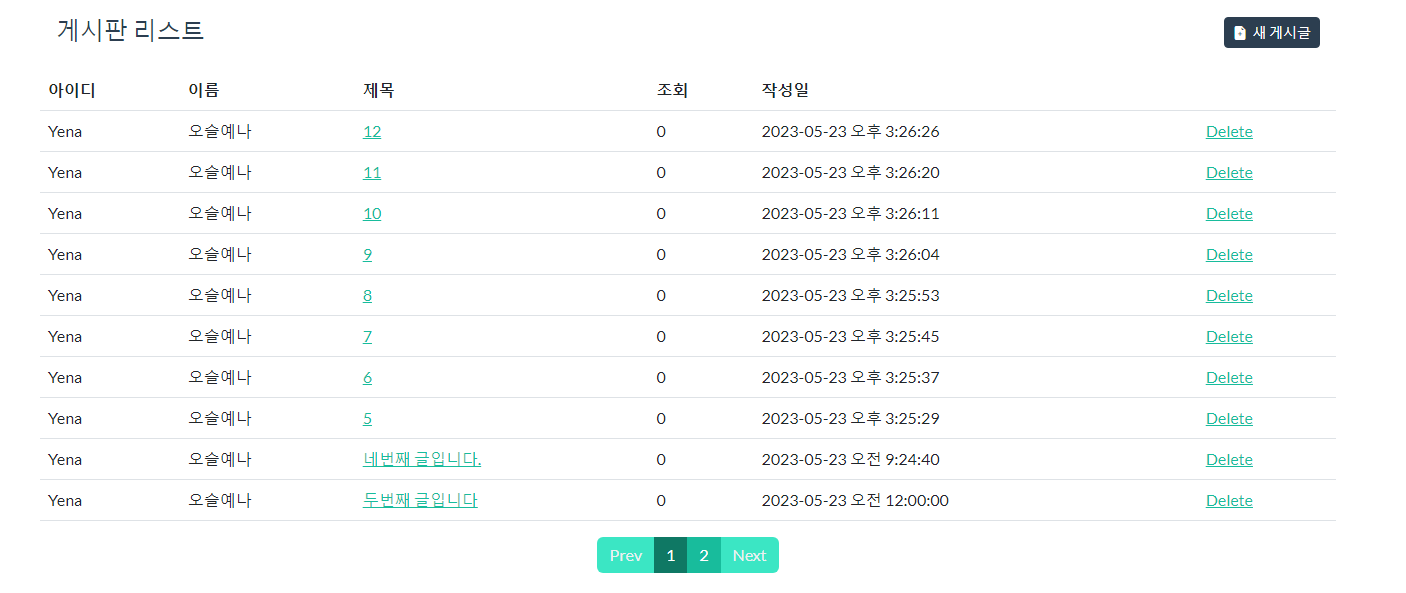 게시판 리스트
새 게시글
아이디 이름 제목 조회 작성일
Yena 오슬예나 12 0 2023-05-23 오후 3:26:26 Delete
Yena 오슬예나 11 0 2023-05-23 오후 3:26:20 Delete
Yena 오슬예나 10 0 2023-05-23 오후 3:26:11 Delete
Yena 오슬예나 9 0 2023-05-23 오후 3:26:04 Delete
Yena 오슬예나 8 0 2023-05-23 오후 3:25:53 Delete
Yena 오슬예나 7 0 2023-05-23 오후 3:25:45 Delete
Yena 오슬예나 6 0 2023-05-23 오후 3:25:37 Delete
Yena 오슬예나 5 0 2023-05-23 오후 3:25:29 Delete
Yena 오슬예나 네번째 글입니다. 0 2023-05-23 오전 9:24:40 Delete
Yena 오슬예나 두번째 글입니다 0 2023-05-23 오전 12:00:00 Delete
Prev 1 2 Next